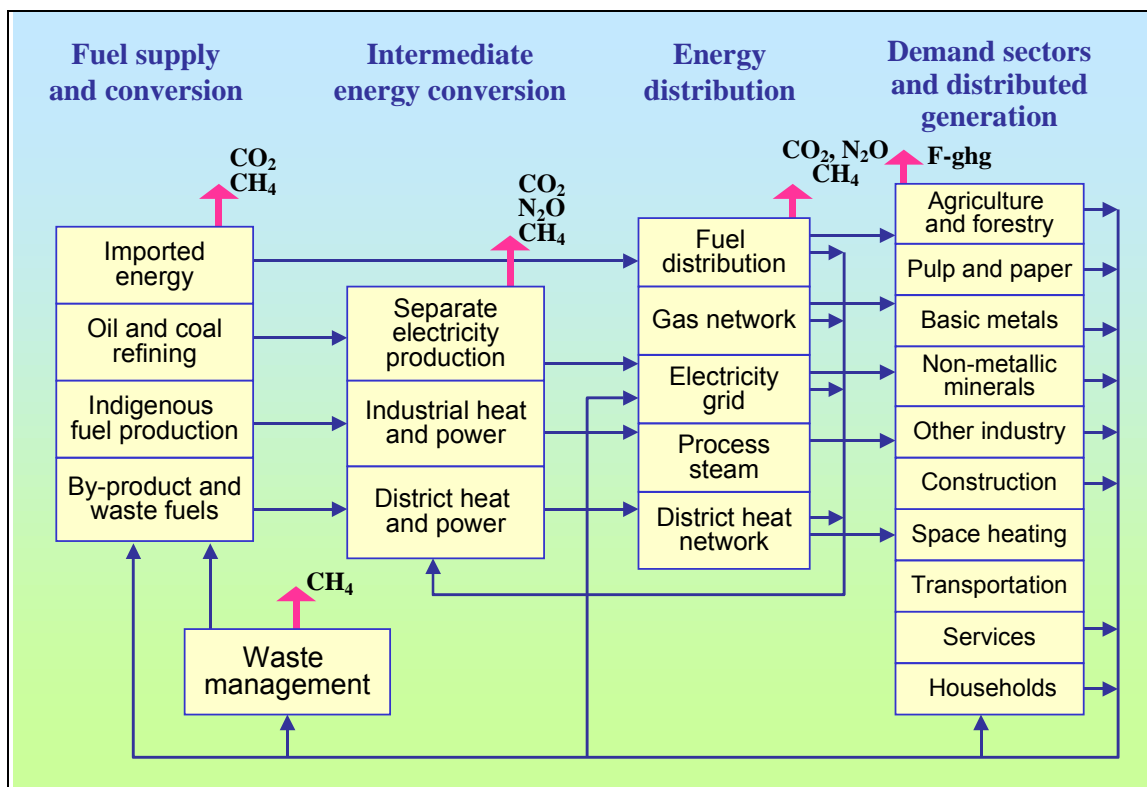 Fuel supply
and conversion
Intermediate
energy conversion
Energy
distribution
Demand sectors
and distributed
generation
CO₂
CH₄
CO₂
N₂O
CH₄
CO₂, N₂O
CH₄
F-ghg
Imported
energy
Oil and coal
refining
Indigenous
fuel production
By-product and
waste fuels
Separate
electricity
production
Industrial heat
and power
District heat
and power
Fuel
distribution
Gas network
Electricity
grid
Process
steam
District heat
network
Agriculture
and forestry
Pulp and paper
Basic metals
Non-metallic
minerals
Other industry
Construction
Space heating
Transportation
Services
Households
CH₄
Waste
management